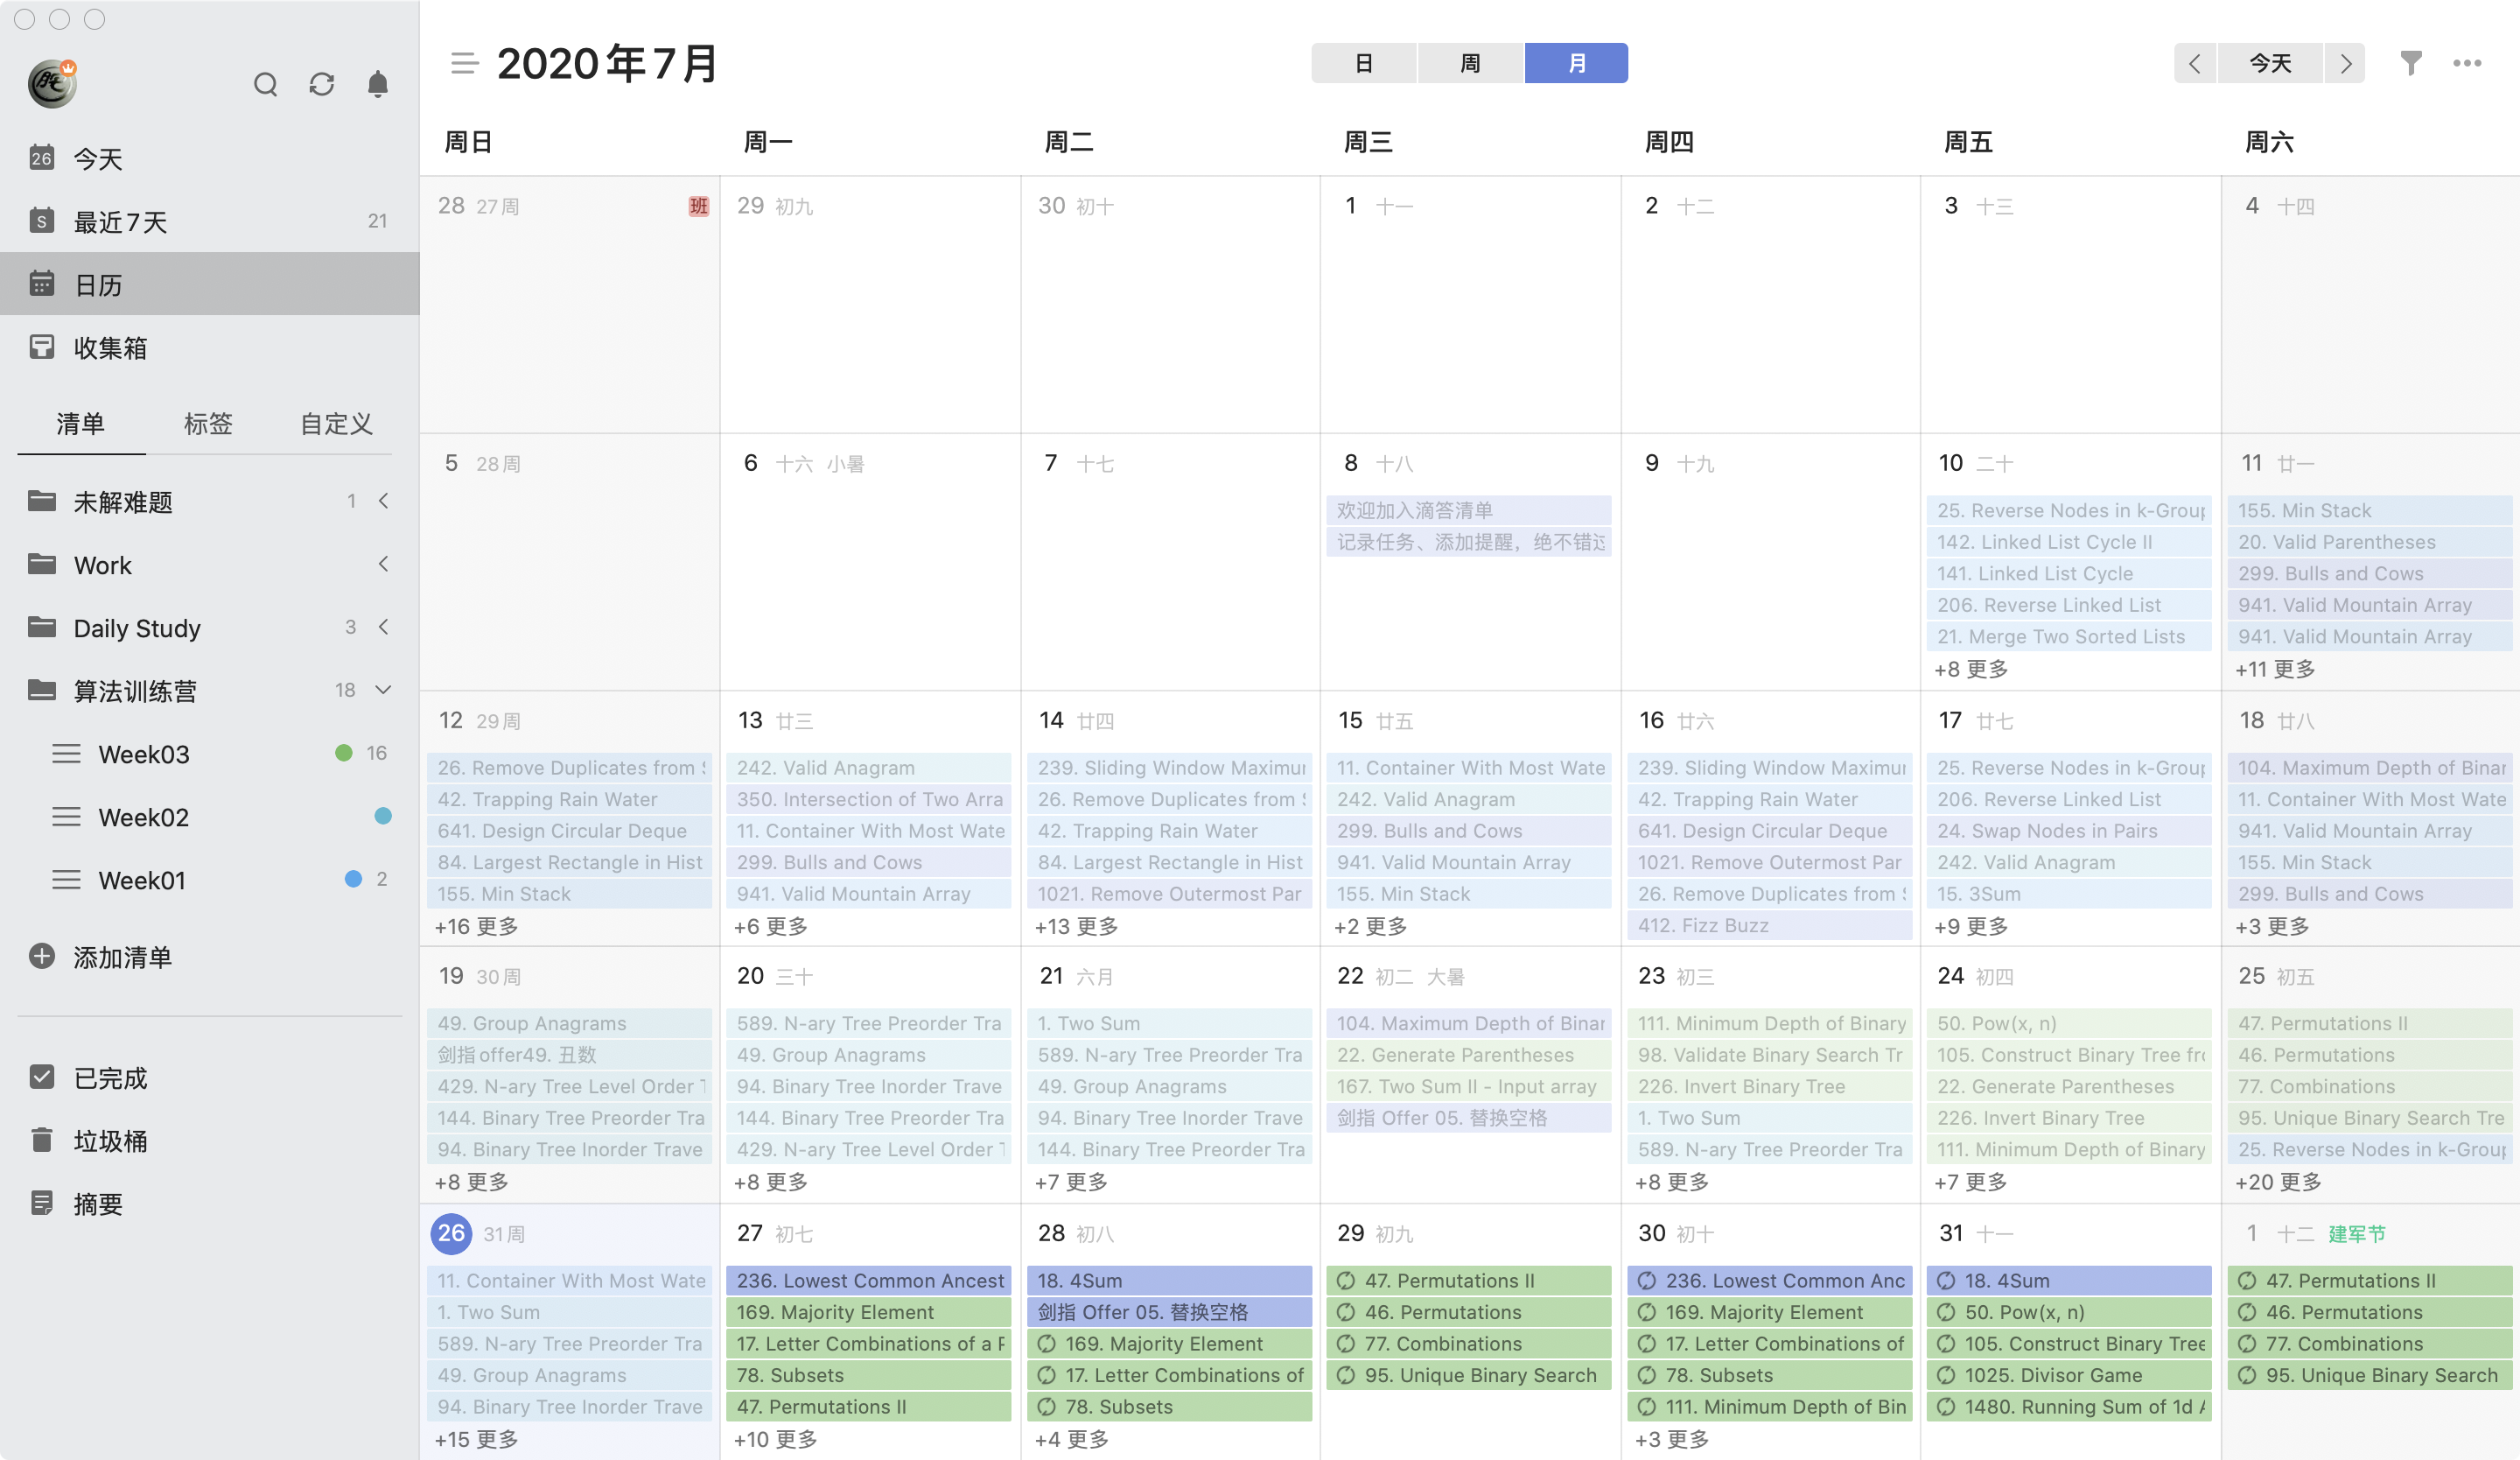 26 今天
S 最近7天 21
日历
收集箱
清单 标签 自定义
未解难题 1
Work
Daily Study 3
算法训练营 18
Week03 16
Week02
Week01 2
添加清单
已完成
垃圾桶
摘要
2020年7月
日 周 月
今天
周日 周一 周二 周三 周四 周五 周六
28 27周 班
29 初九
30 初十
1 十一
2 十二
3 十三
4 十四
5 28周
6 十六 小暑
7 十七
8 十八
欢迎加入滴答清单
记录任务、添加提醒，绝不错过
9 十九
10 二十
25. Reverse Nodes in k-Group
142. Linked List Cycle II
141. Linked List Cycle
206. Reverse Linked List
21. Merge Two Sorted Lists
+8 更多
11 廿一
155. Min Stack
20. Valid Parentheses
299. Bulls and Cows
941. Valid Mountain Array
941. Valid Mountain Array
+11 更多
12 29周
26. Remove Duplicates from S
42. Trapping Rain Water
641. Design Circular Deque
84. Largest Rectangle in Hist
155. Min Stack
+16 更多
13 廿三
242. Valid Anagram
350. Intersection of Two Arra
11. Container With Most Wate
299. Bulls and Cows
941. Valid Mountain Array
+6 更多
14 廿四
239. Sliding Window Maximum
26. Remove Duplicates from S
42. Trapping Rain Water
84. Largest Rectangle in Hist
1021. Remove Outermost Par
+13 更多
15 廿五
11. Container With Most Wate
242. Valid Anagram
299. Bulls and Cows
941. Valid Mountain Array
155. Min Stack
+2 更多
16 廿六
239. Sliding Window Maximum
42. Trapping Rain Water
641. Design Circular Deque
1021. Remove Outermost Par
26. Remove Duplicates from S
412. Fizz Buzz
17 廿七
25. Reverse Nodes in k-Group
206. Reverse Linked List
24. Swap Nodes in Pairs
242. Valid Anagram
15. 3Sum
+9 更多
18 廿八
104. Maximum Depth of Binar
11. Container With Most Wate
941. Valid Mountain Array
155. Min Stack
299. Bulls and Cows
+3 更多
19 30周
49. Group Anagrams
剑指offer49. 丑数
429. N-ary Tree Level Order T
144. Binary Tree Preorder Tra
94. Binary Tree Inorder Trave
+8 更多
20 三十
589. N-ary Tree Preorder Tra
49. Group Anagrams
94. Binary Tree Inorder Trave
144. Binary Tree Preorder Tra
429. N-ary Tree Level Order T
+8 更多
21 六月
1. Two Sum
589. N-ary Tree Preorder Tra
49. Group Anagrams
94. Binary Tree Inorder Trave
144. Binary Tree Preorder Tra
+7 更多
22 初二 大暑
104. Maximum Depth of Binar
22. Generate Parentheses
167. Two Sum II - Input array
剑指 Offer 05. 替换空格
23 初三
111. Minimum Depth of Binary
98. Validate Binary Search Tr
226. Invert Binary Tree
1. Two Sum
589. N-ary Tree Preorder Tra
+8 更多
24 初四
50. Pow(x, n)
105. Construct Binary Tree fro
22. Generate Parentheses
226. Invert Binary Tree
111. Minimum Depth of Binary
+7 更多
25 初五
47. Permutations II
46. Permutations
77. Combinations
95. Unique Binary Search Tre
25. Reverse Nodes in k-Group
+20 更多
26 31周
11. Container With Most Wate
1. Two Sum
589. N-ary Tree Preorder Tra
49. Group Anagrams
94. Binary Tree Inorder Trave
+15 更多
27 初七
236. Lowest Common Ancest
169. Majority Element
17. Letter Combinations of a P
78. Subsets
47. Permutations II
+10 更多
28 初八
18. 4Sum
剑指 Offer 05. 替换空格
169. Majority Element
17. Letter Combinations of
78. Subsets
+4 更多
29 初九
47. Permutations II
46. Permutations
77. Combinations
95. Unique Binary Search
30 初十
236. Lowest Common Anc
169. Majority Element
17. Letter Combinations of
78. Subsets
111. Minimum Depth of Bin
+3 更多
31 十一
18. 4Sum
50. Pow(x, n)
105. Construct Binary Tree
1025. Divisor Game
1480. Running Sum of 1d A
1 十二 建军节
47. Permutations II
46. Permutations
77. Combinations
95. Unique Binary Search